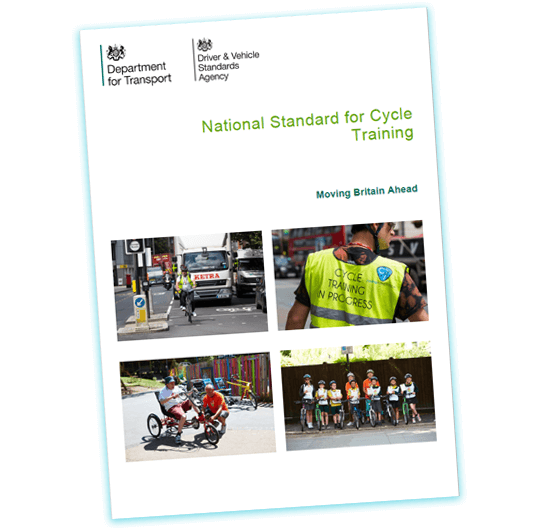 Department
for Transport
Driver & Vehicle
Standards
Agency
National Standard for Cycle
Training
Moving Britain Ahead
KETRA
CYCLE
TRAINING
IN PROGRESS